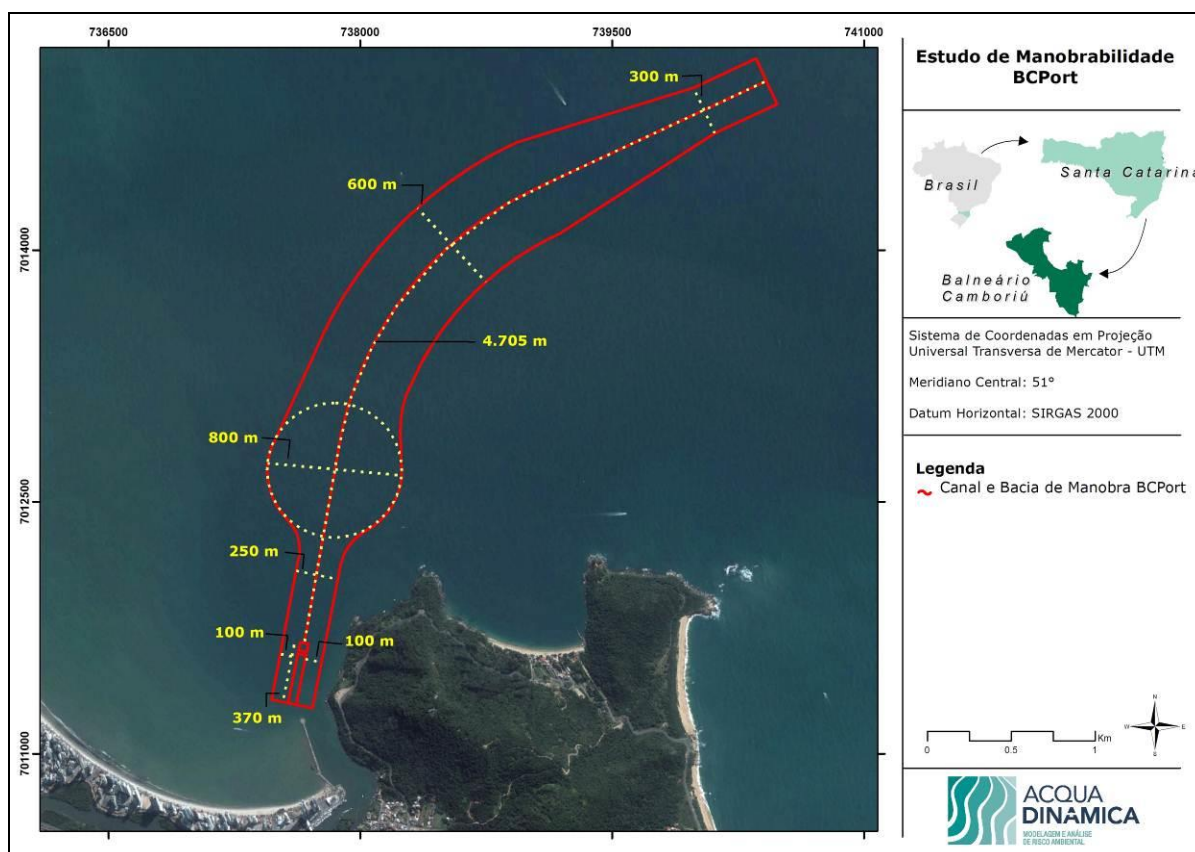 736500
738000
739500
741000
7014000
7012500
7011000
300 m
600 m
4.705 m
800 m
250 m
100 m
100 m
370 m
Estudo de Manobrabilidade
BCPort
Brasil
Santa Catarina
Balneário
Camboriú
Sistema de Coordenadas em Projeção
Universal Transversa de Mercator - UTM
Meridiano Central: 51°
Datum Horizontal: SIRGAS 2000
Legenda
Canal e Bacia de Manobra BCPort
N
W E
S
Km
0 0.5 1
ACQUA
DINÂMICA
MODELAGEM E ANÁLISE
DE RISCO AMBIENTAL